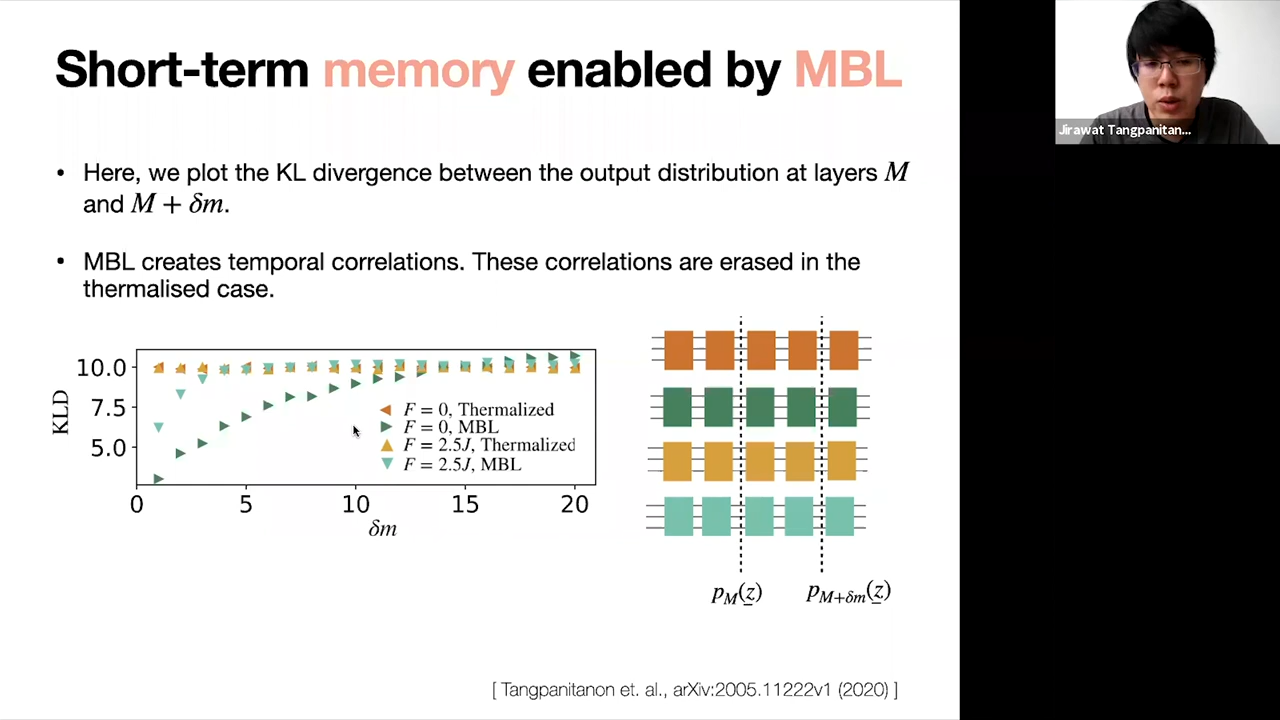 Short-term memory enabled by MBL
Jirawat Tangpanitan...
• Here, we plot the KL divergence between the output distribution at layers M
and M + δm.
• MBL creates temporal correlations. These correlations are erased in the
thermalised case.
KLD
10.0
7.5
5.0
F = 0, Thermalized
F = 0, MBL
F = 2.5J, Thermalized
F = 2.5J, MBL
0 5 10 15 20
δm
p_M(z) p_{M+δm}(z)
[ Tangpanitanon et. al., arXiv:2005.11222v1 (2020) ]